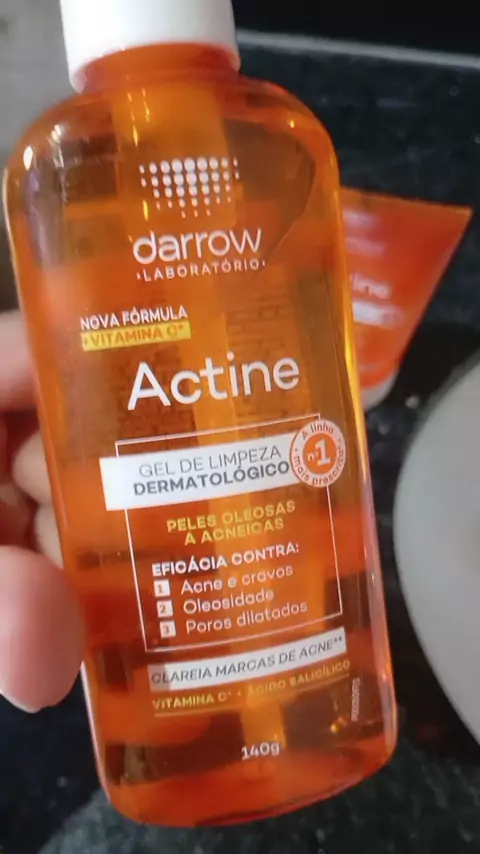 darrow
•LABORATÓRIO•
NOVA FÓRMULA
+VITAMINA C*
Actine
GEL DE LIMPEZA
DERMATOLÓGICO
A linha
nº1
mais prescrita
PELES OLEOSAS
A ACNEICAS
EFICÁCIA CONTRA:
1 Acne e cravos
2 Oleosidade
3 Poros dilatados
CLAREIA MARCAS DE ACNE**
VITAMINA C* + ÁCIDO SALICÍLICO
140g
ctine